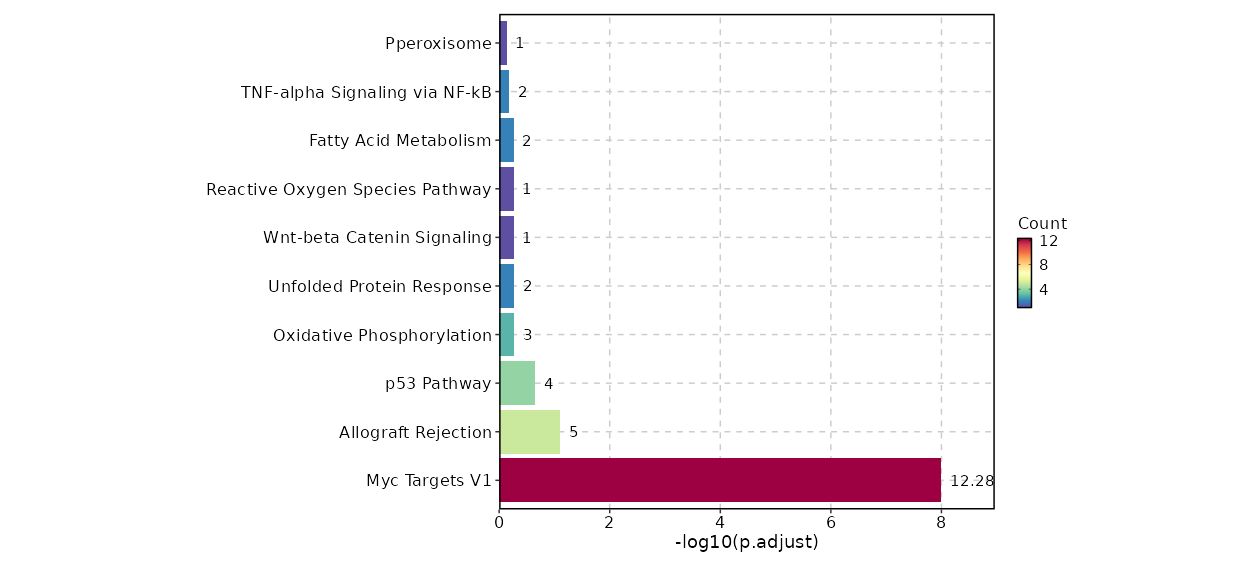 Pperoxisome 1
TNF-alpha Signaling via NF-kB 2
Fatty Acid Metabolism 2
Reactive Oxygen Species Pathway 1
Wnt-beta Catenin Signaling 1
Unfolded Protein Response 2
Oxidative Phosphorylation 3
p53 Pathway 4
Allograft Rejection 5
Myc Targets V1 12.28
0 2 4 6 8
-log10(p.adjust)
Count
12
8
4